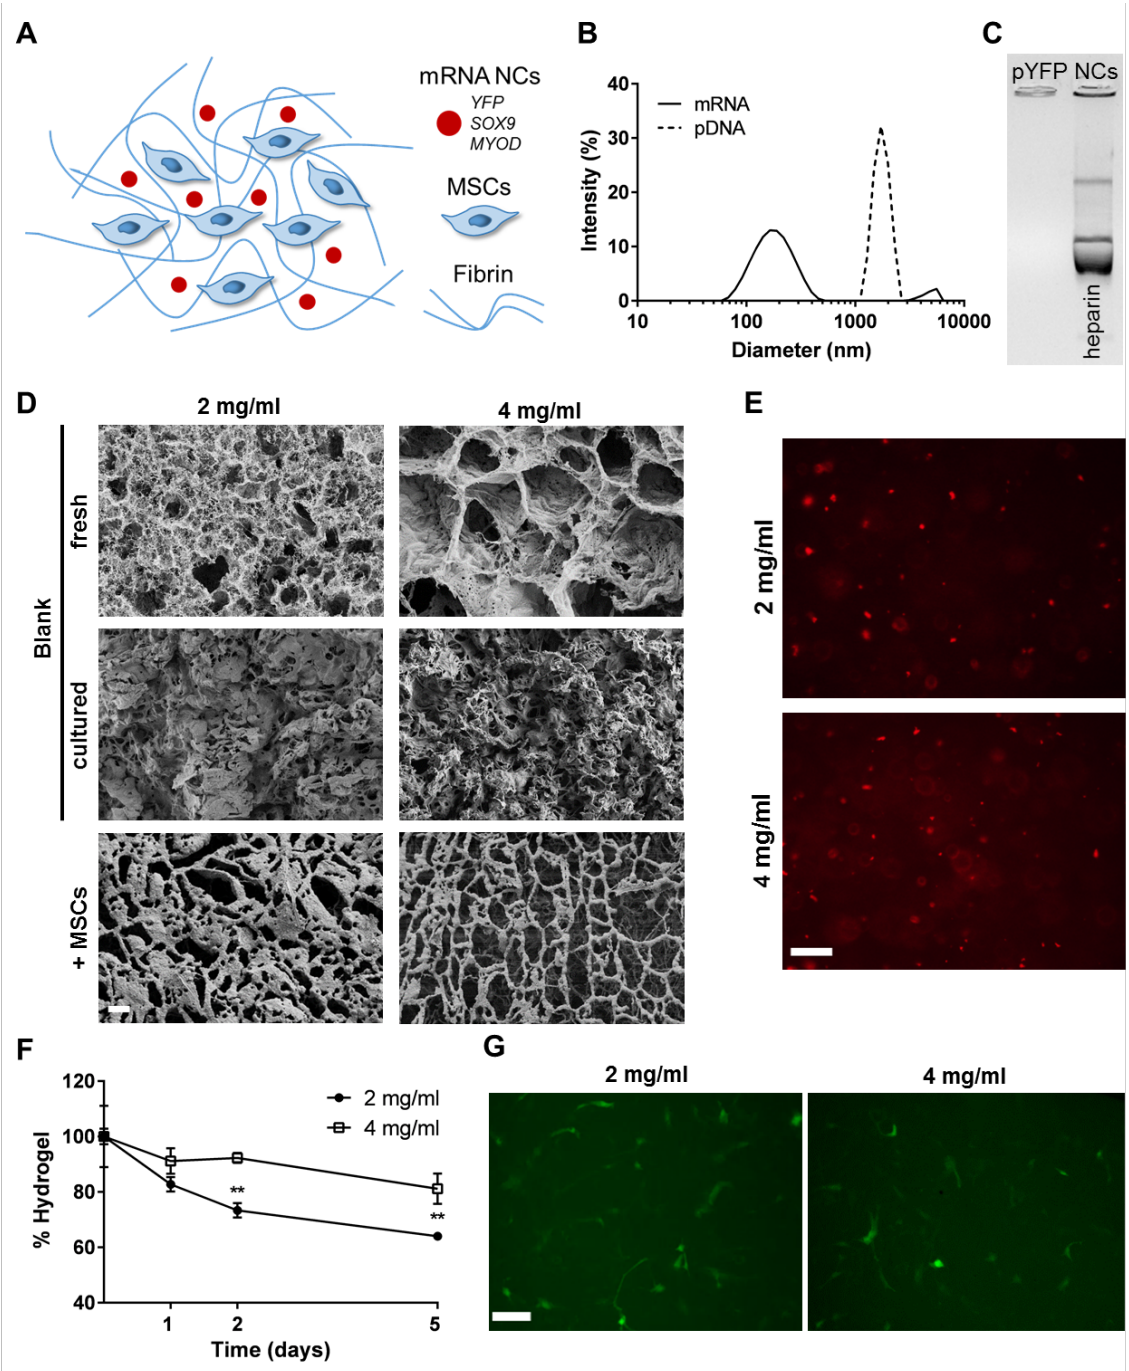 A
mRNA NCs
YFP
SOX9
MYOD
MSCs
Fibrin
B
40
30
20
10
0
Intensity (%)
mRNA
pDNA
10
100
1000
10000
Diameter (nm)
C
pYFP NCs
heparin
D
2 mg/ml
4 mg/ml
Blank
fresh
cultured
+ MSCs
E
2 mg/ml
4 mg/ml
F
120
100
80
60
40
% Hydrogel
2 mg/ml
4 mg/ml
**
**
1
2
5
Time (days)
G
2 mg/ml
4 mg/ml